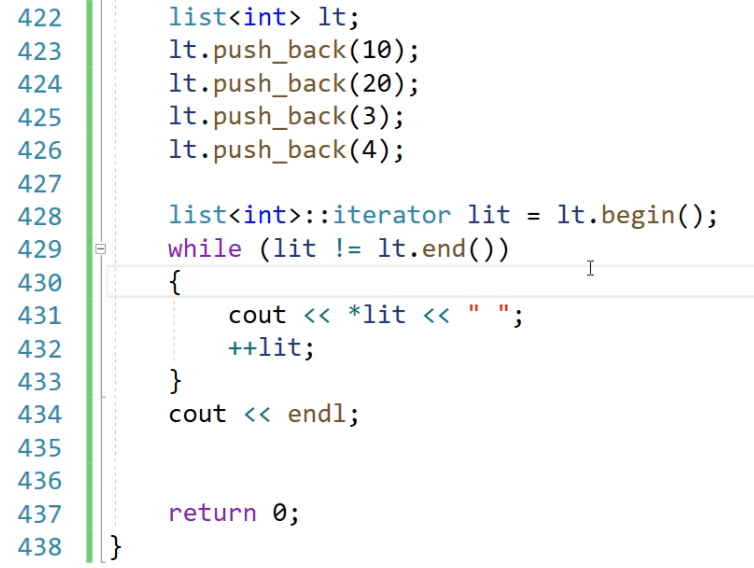 422 list<int> lt;
423 lt.push_back(10);
424 lt.push_back(20);
425 lt.push_back(3);
426 lt.push_back(4);
427
428 list<int>::iterator lit = lt.begin();
429 while (lit != lt.end())
430 {
431 cout << *lit << " ";
432 ++lit;
433 }
434 cout << endl;
435
436
437 return 0;
438 }